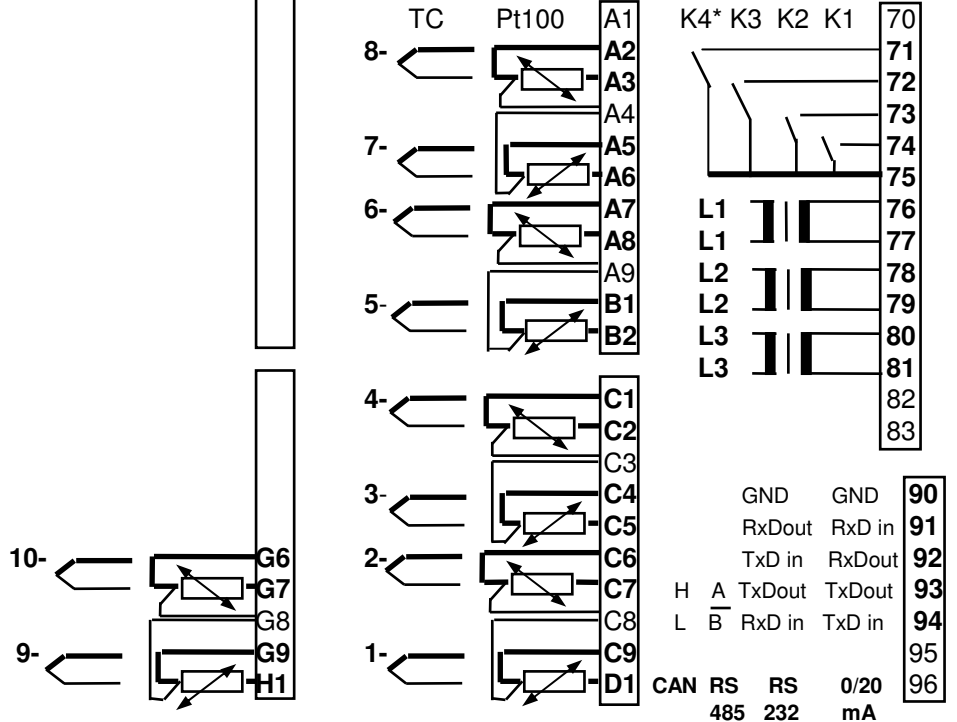 TC Pt100 A1 K4* K3 K2 K1 70
8- A2 71
A3 72
A4 73
7- A5 74
A6 75
6- A7 L1 76
A8 L1 77
A9 L2 78
5- B1 L2 79
B2 L3 80
L3 81
4- C1 82
C2 83
C3
3- C4 GND GND 90
C5 RxDout RxD in 91
10- G6 2- C6 TxD in RxDout 92
G7 C7 H A TxDout TxDout 93
G8 C8 L B RxD in TxD in 94
9- G9 1- C9 95
H1 D1 CAN RS RS 0/20 96
485 232 mA